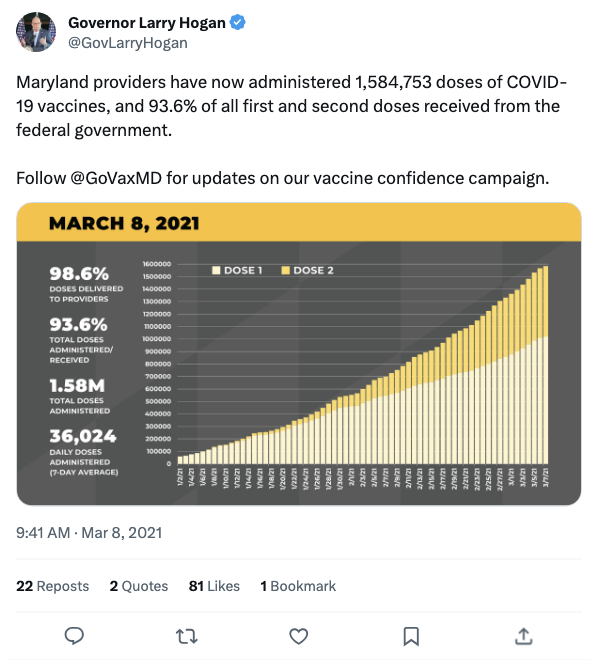 Governor Larry Hogan
@GovLarryHogan
Maryland providers have now administered 1,584,753 doses of COVID-
19 vaccines, and 93.6% of all first and second doses received from the
federal government.
Follow @GoVaxMD for updates on our vaccine confidence campaign.
MARCH 8, 2021
98.6%
DOSES DELIVERED
TO PROVIDERS
93.6%
TOTAL DOSES
ADMINISTERED/
RECEIVED
1.58M
TOTAL DOSES
ADMINISTERED
36,024
DAILY DOSES
ADMINISTERED
(7-DAY AVERAGE)
DOSE 1 DOSE 2
1600000
1500000
1400000
1300000
1200000
1100000
1000000
900000
800000
700000
600000
500000
400000
300000
200000
100000
0
1/2/21
1/4/21
1/6/21
1/8/21
1/10/21
1/12/21
1/14/21
1/16/21
1/18/21
1/20/21
1/22/21
1/24/21
1/26/21
1/28/21
1/30/21
2/1/21
2/3/21
2/5/21
2/7/21
2/9/21
2/11/21
2/13/21
2/15/21
2/17/21
2/19/21
2/21/21
2/23/21
2/25/21
2/27/21
3/1/21
3/3/21
3/5/21
3/7/21
9:41 AM · Mar 8, 2021
22 Reposts 2 Quotes 81 Likes 1 Bookmark